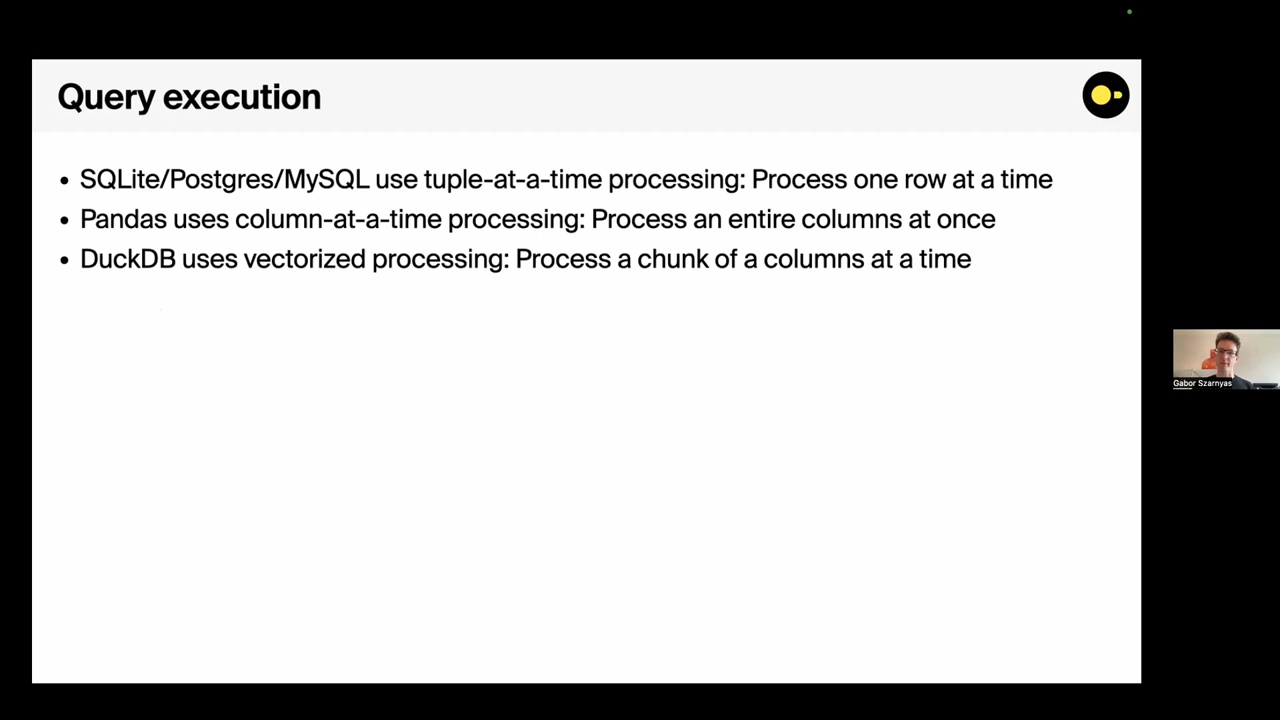 Query execution
• SQLite/Postgres/MySQL use tuple-at-a-time processing: Process one row at a time
• Pandas uses column-at-a-time processing: Process an entire columns at once
• DuckDB uses vectorized processing: Process a chunk of a columns at a time
Gabor Szarnyas